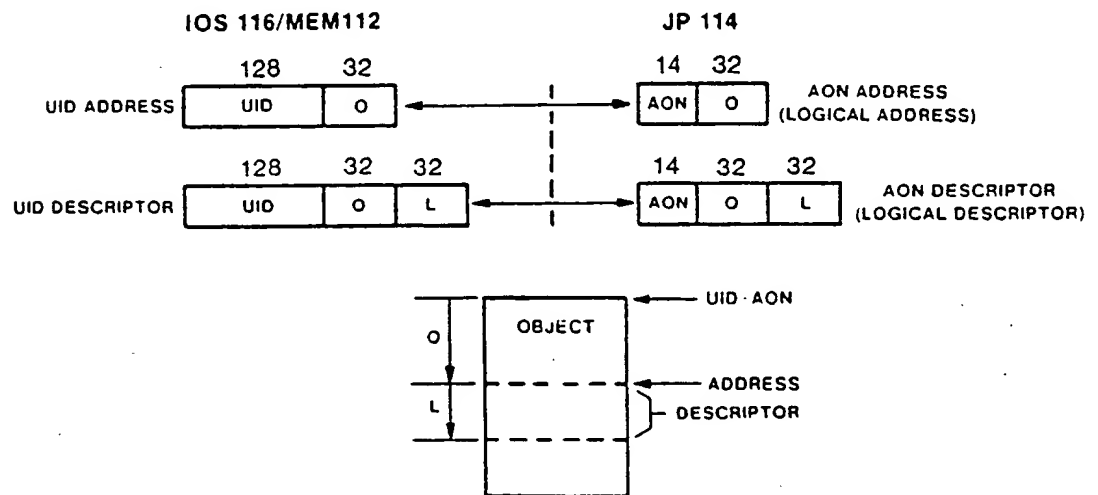 IOS 116/MEM112
JP 114
128 32
14 32
UID ADDRESS
UID O
AON O
AON ADDRESS
(LOGICAL ADDRESS)
128 32 32
14 32 32
UID DESCRIPTOR
UID O L
AON O L
AON DESCRIPTOR
(LOGICAL DESCRIPTOR)
UID·AON
OBJECT
O
ADDRESS
L
DESCRIPTOR